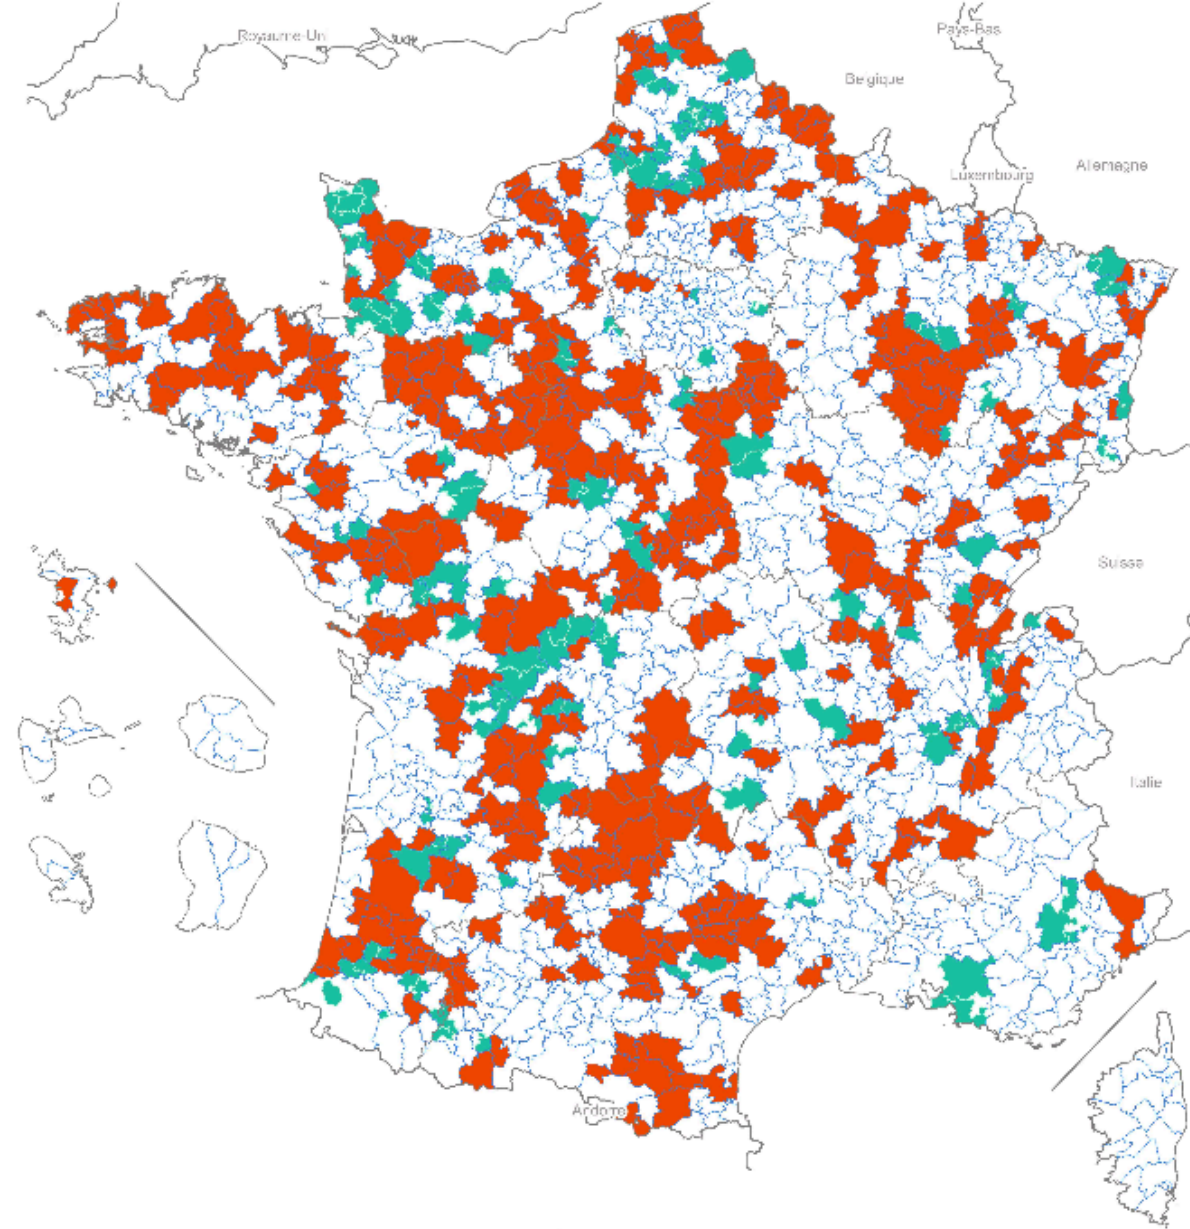 Royaume-Uni
Pays-Bas
Belgique
Allemagne
Luxembourg
Suisse
Italie
Andorre